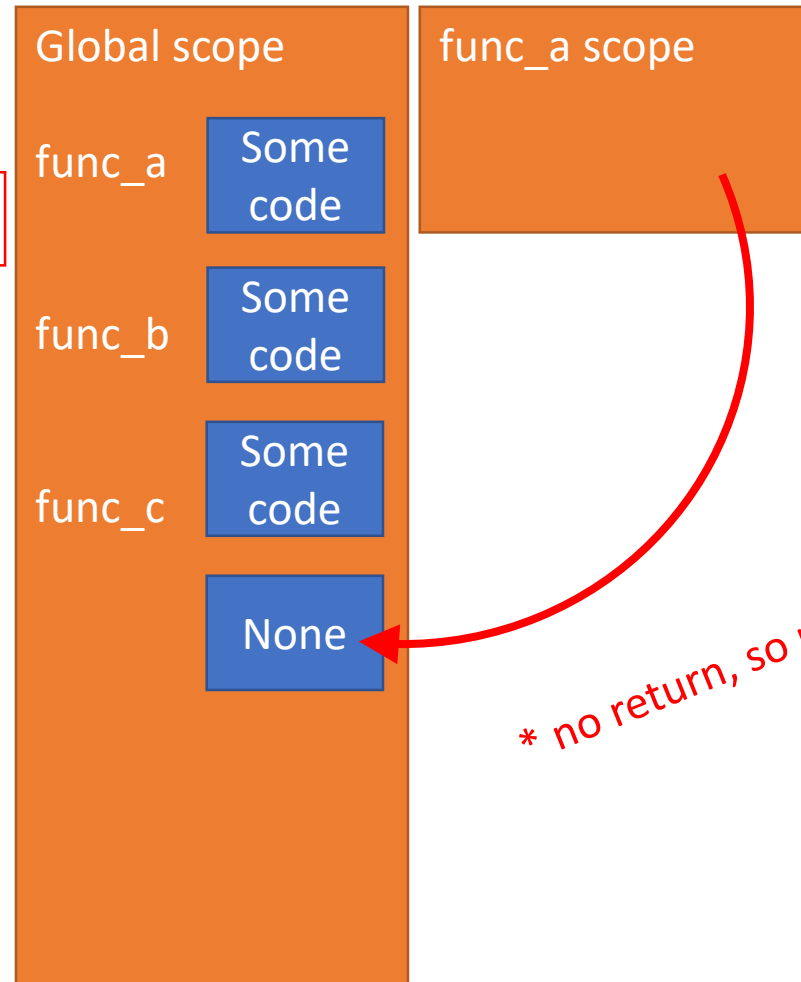 Global scope
func_a
Some
code
func_b
Some
code
func_c
Some
code
None
func_a scope
* no return, so